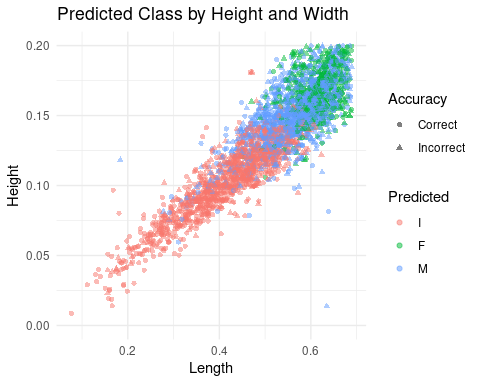 Predicted Class by Height and Width
0.20
0.15
0.10
0.05
0.00
Height
0.2
0.4
0.6
Length
Accuracy
Correct
Incorrect
Predicted
I
F
M